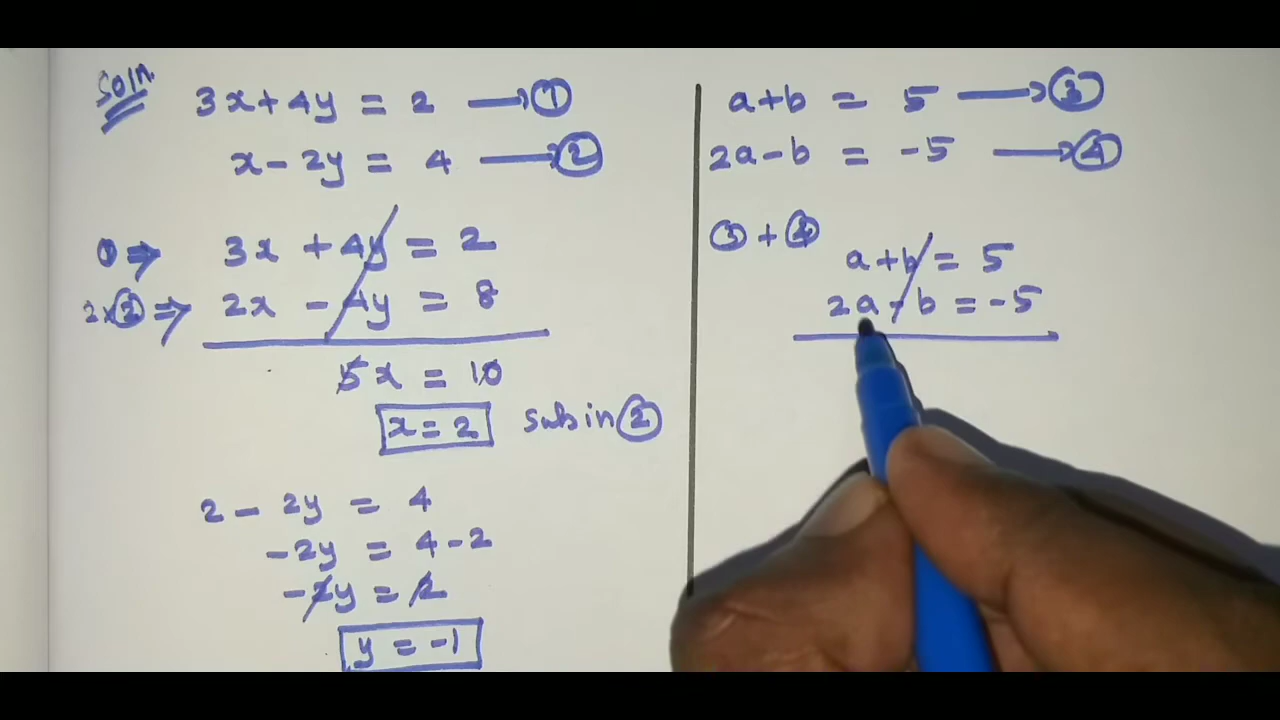 Soln.
3x + 4y = 2 → ①
x - 2y = 4 → ②
① ⇒ 3x + 4y = 2
2×② ⇒ 2x - 4y = 8
5x = 10
x = 2 sub in ②
2 - 2y = 4
-2y = 4 - 2
-2y = 2
y = -1
a + b = 5 → ③
2a - b = -5 → ④
③ + ④
a + b = 5
2a - b = -5